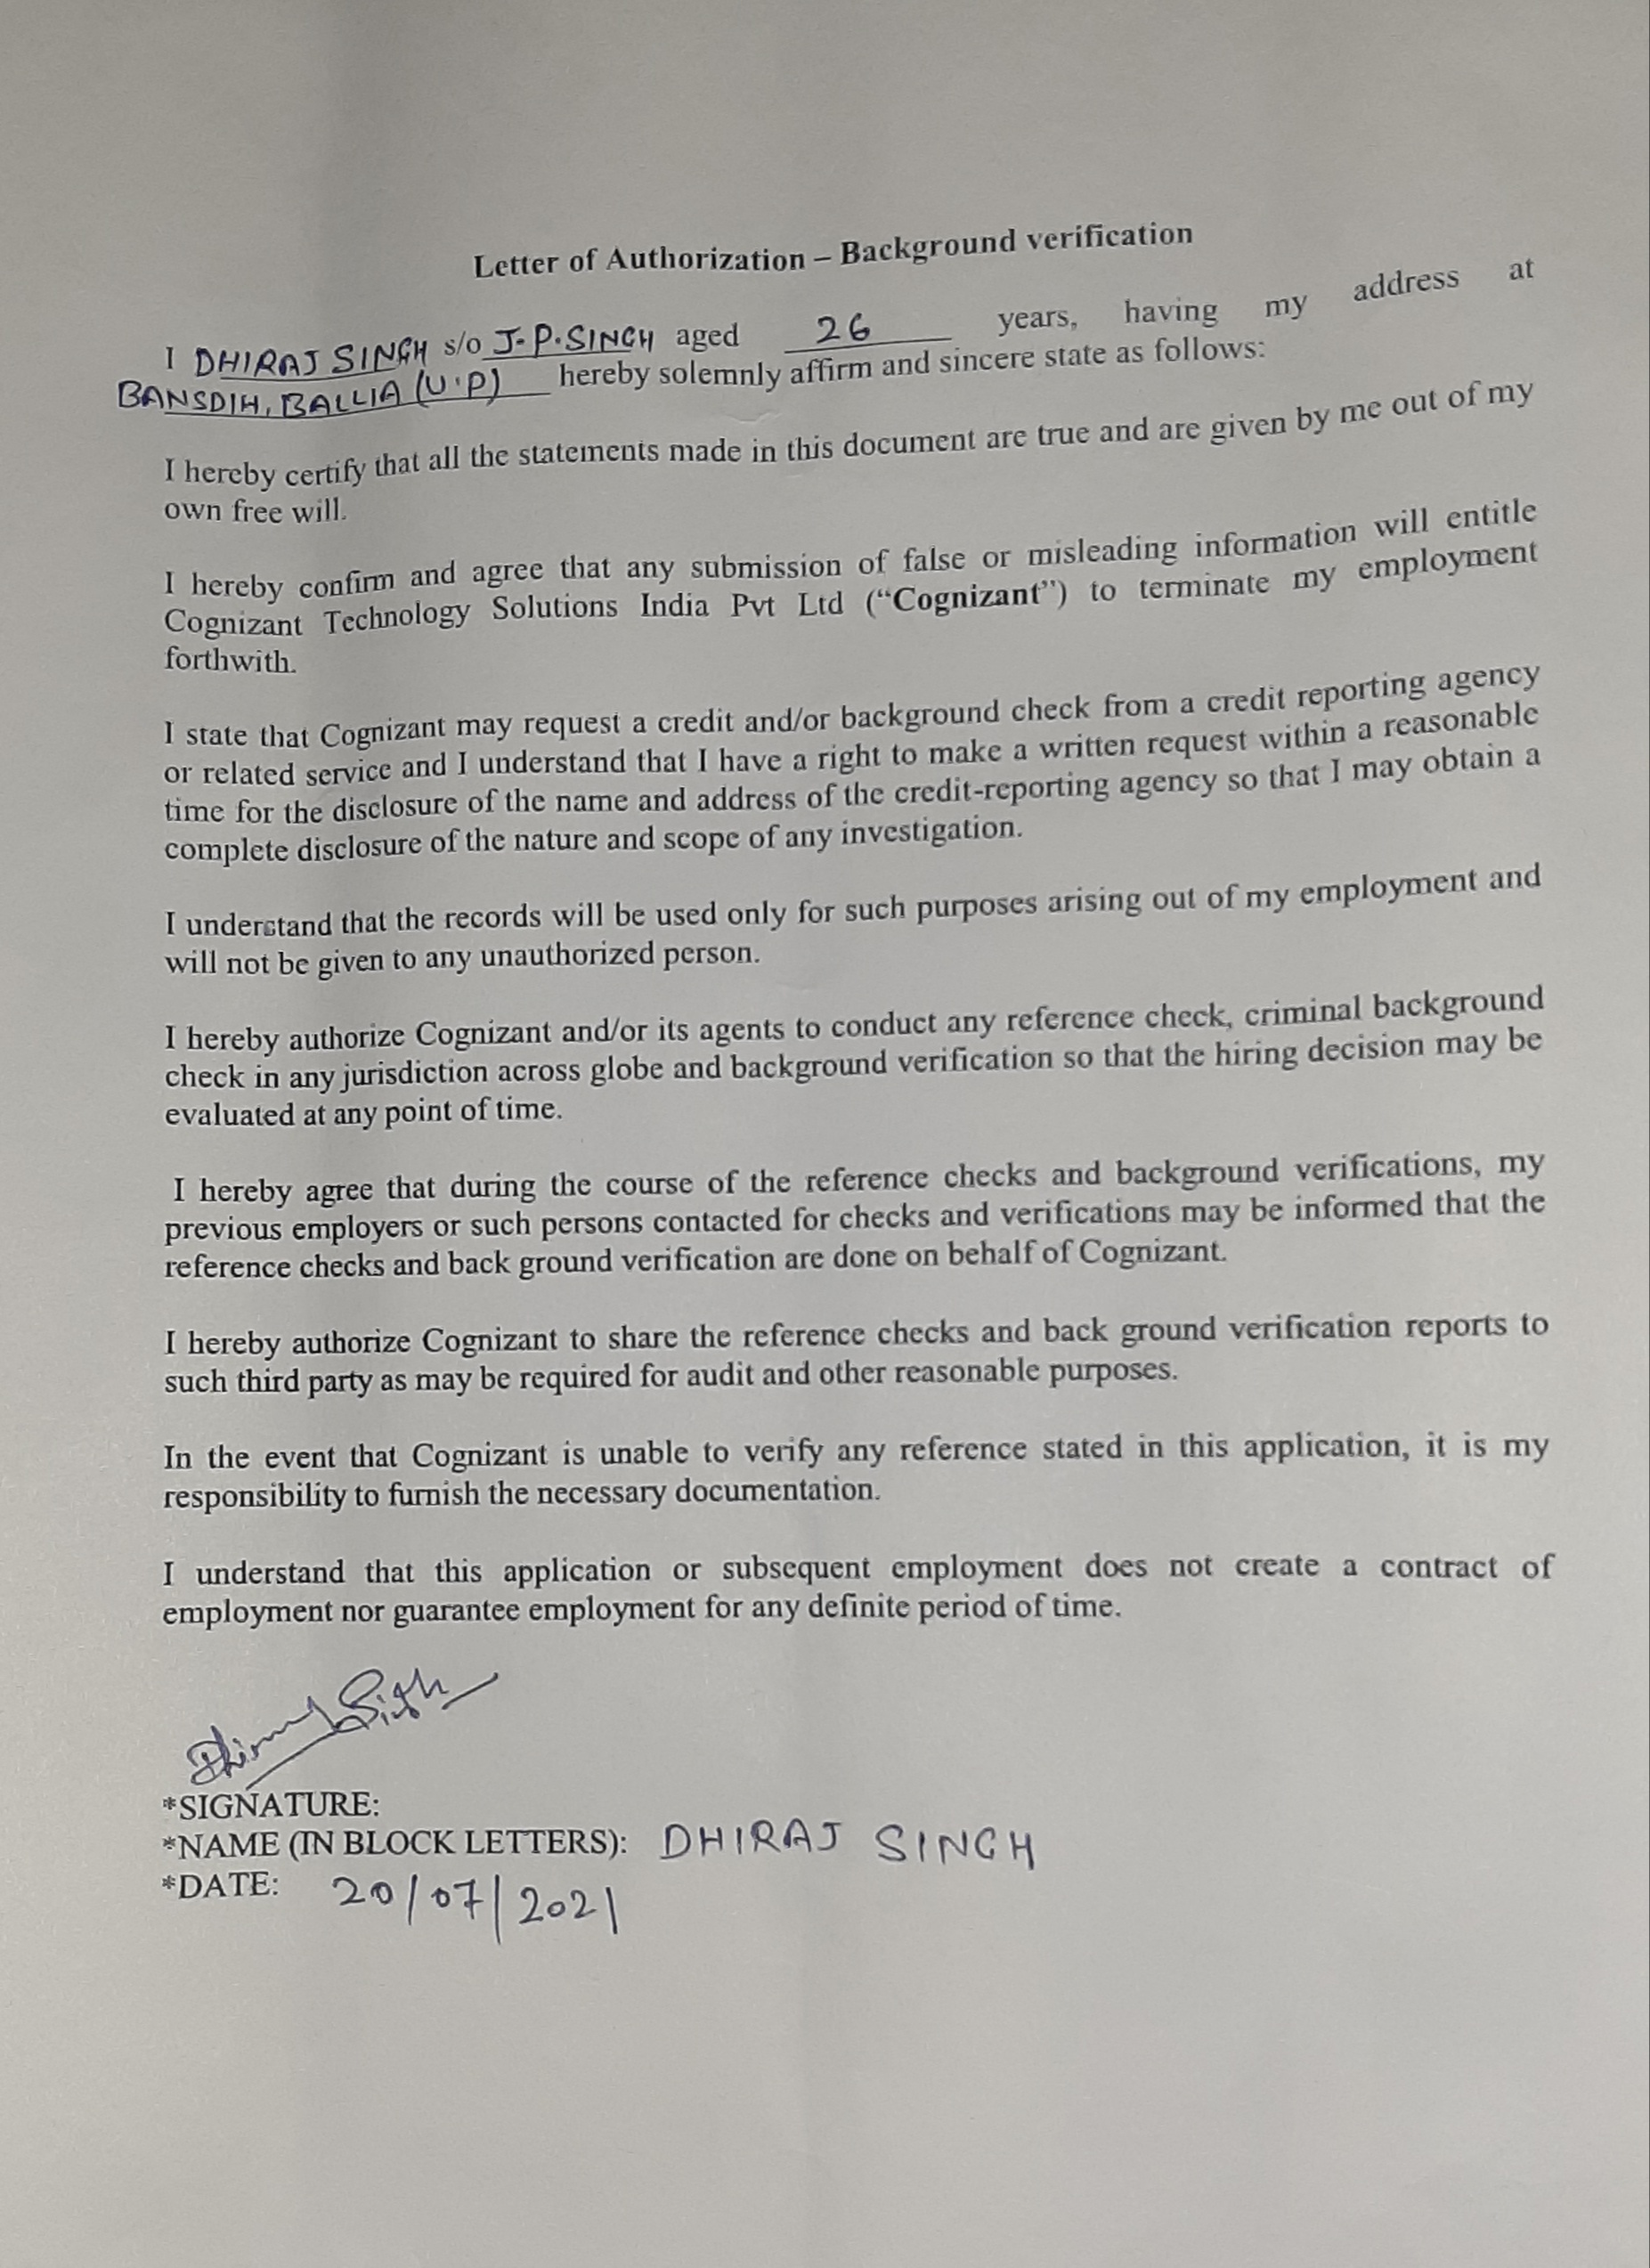 Letter of Authorization – Background verification
I DHIRAJ SINGH s/o J.P.SINGH aged 26 years, having my address at
BANSDIH, BALLIA (U.P) hereby solemnly affirm and sincere state as follows:
I hereby certify that all the statements made in this document are true and are given by me out of my
own free will.
I hereby confirm and agree that any submission of false or misleading information will entitle
Cognizant Technology Solutions India Pvt Ltd (“Cognizant”) to terminate my employment
forthwith.
I state that Cognizant may request a credit and/or background check from a credit reporting agency
or related service and I understand that I have a right to make a written request within a reasonable
time for the disclosure of the name and address of the credit-reporting agency so that I may obtain a
complete disclosure of the nature and scope of any investigation.
I understand that the records will be used only for such purposes arising out of my employment and
will not be given to any unauthorized person.
I hereby authorize Cognizant and/or its agents to conduct any reference check, criminal background
check in any jurisdiction across globe and background verification so that the hiring decision may be
evaluated at any point of time.
I hereby agree that during the course of the reference checks and background verifications, my
previous employers or such persons contacted for checks and verifications may be informed that the
reference checks and back ground verification are done on behalf of Cognizant.
I hereby authorize Cognizant to share the reference checks and back ground verification reports to
such third party as may be required for audit and other reasonable purposes.
In the event that Cognizant is unable to verify any reference stated in this application, it is my
responsibility to furnish the necessary documentation.
I understand that this application or subsequent employment does not create a contract of
employment nor guarantee employment for any definite period of time.
Dhiraj Singh
*SIGNATURE:
*NAME (IN BLOCK LETTERS): DHIRAJ SINGH
*DATE: 20/07/2021